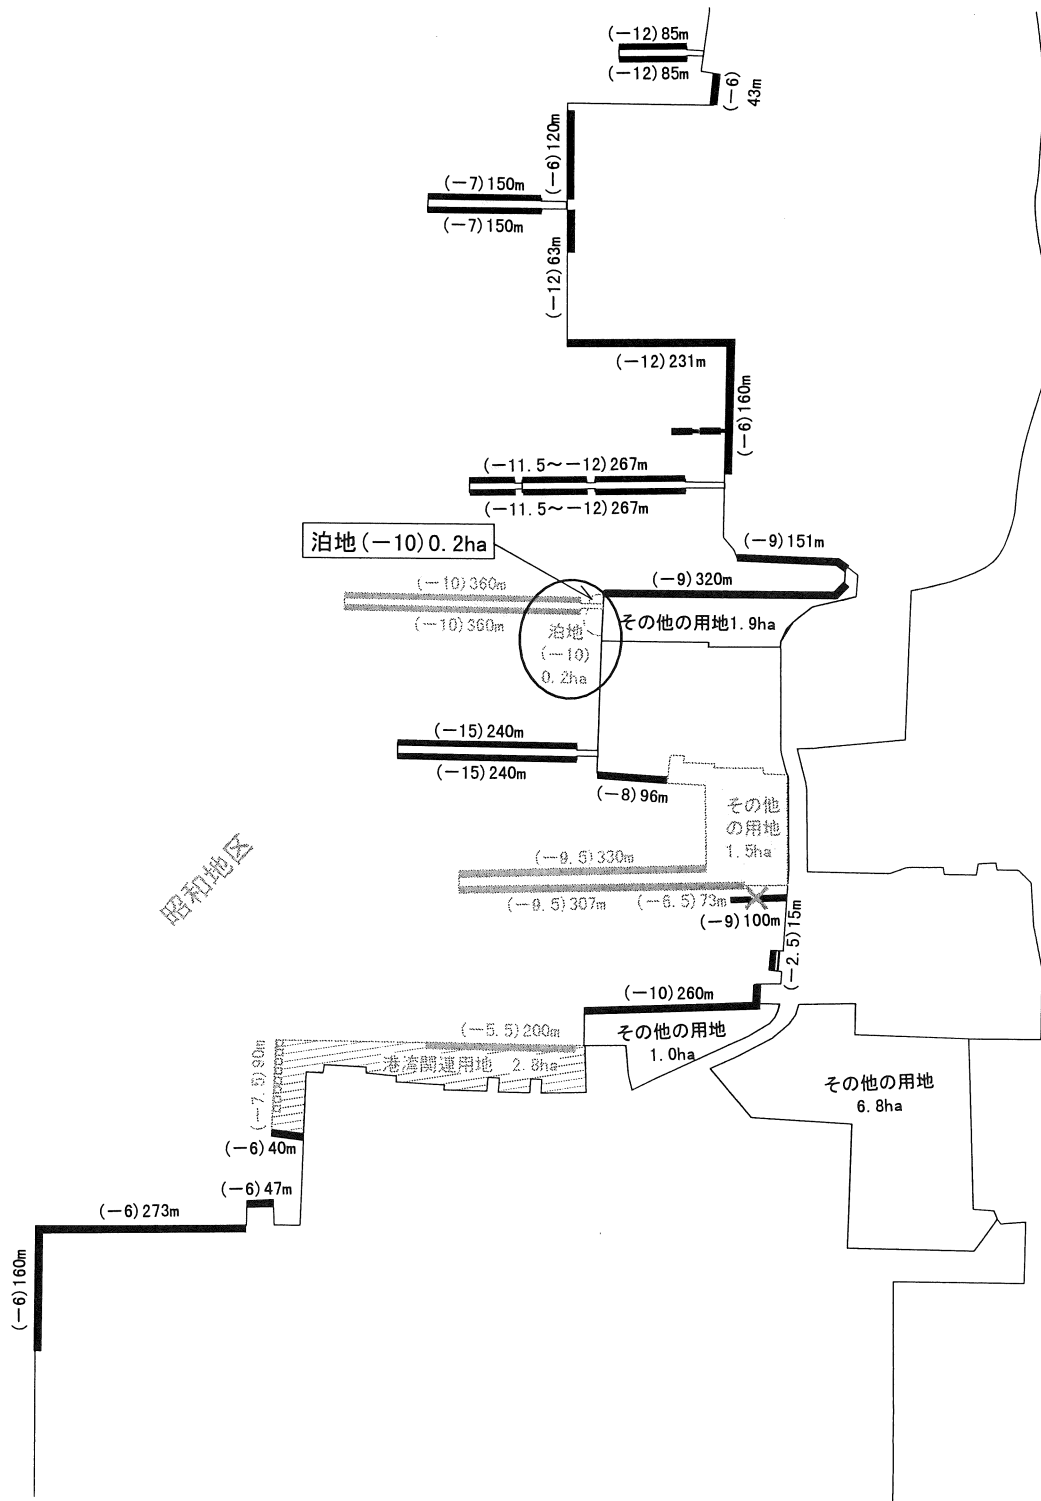 (-12)85m
(-12)85m
(-6)
43m
(-6)120m
(-7)150m
(-7)150m
(-12)63m
(-12)231m
(-6)160m
(-11.5～-12)267m
(-11.5～-12)267m
泊地(-10)0.2ha
(-9)151m
(-10)360m
(-9)320m
(-10)360m
その他の用地1.9ha
泊地
(-10)
0.2ha
(-15)240m
(-15)240m
(-8)96m
その他
の用地
1.5ha
昭和地区
(-9.5)330m
(-9.5)307m
(-6.5)73m
(-9)100m
(-2.5)15m
(-10)260m
(-5.5)200m
その他の用地
1.0ha
(-7.5)90m
港湾関連用地 2.8ha
その他の用地
6.8ha
(-6)40m
(-6)47m
(-6)273m
(-6)160m